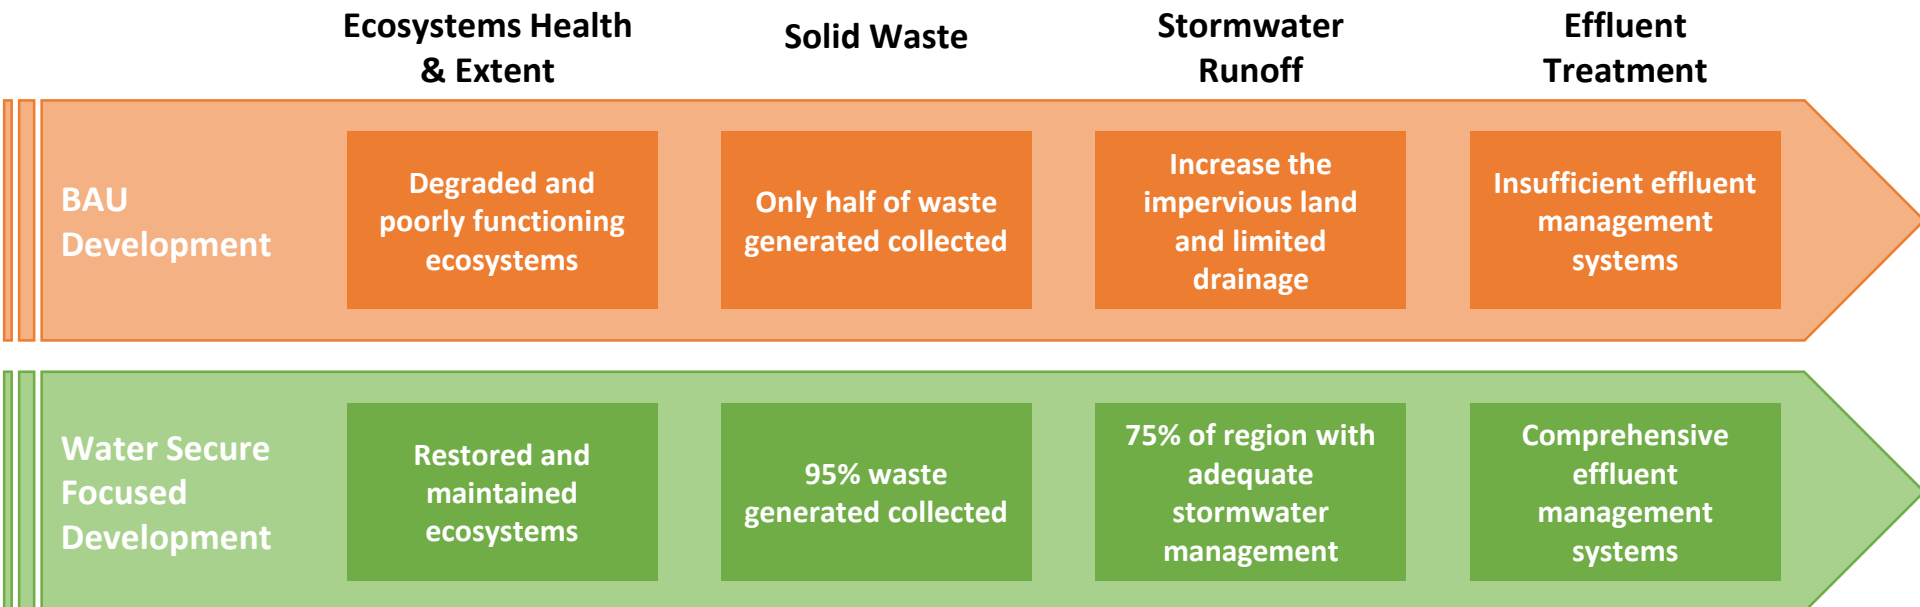 Ecosystems Health
& Extent
Solid Waste
Stormwater
Runoff
Effluent
Treatment
BAU
Development
Degraded and
poorly functioning
ecosystems
Only half of waste
generated collected
Increase the
impervious land
and limited
drainage
Insufficient effluent
management
systems
Water Secure
Focused
Development
Restored and
maintained
ecosystems
95% waste
generated collected
75% of region with
adequate
stormwater
management
Comprehensive
effluent
management
systems